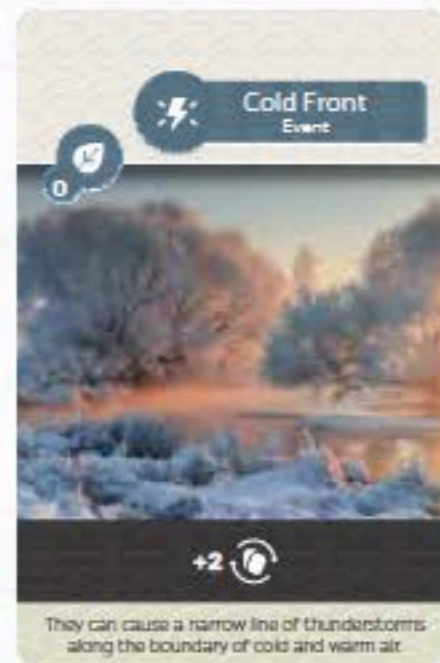 Cold Front
Event
0
+2
They can cause a narrow line of thunderstorms
along the boundary of cold and warm air.